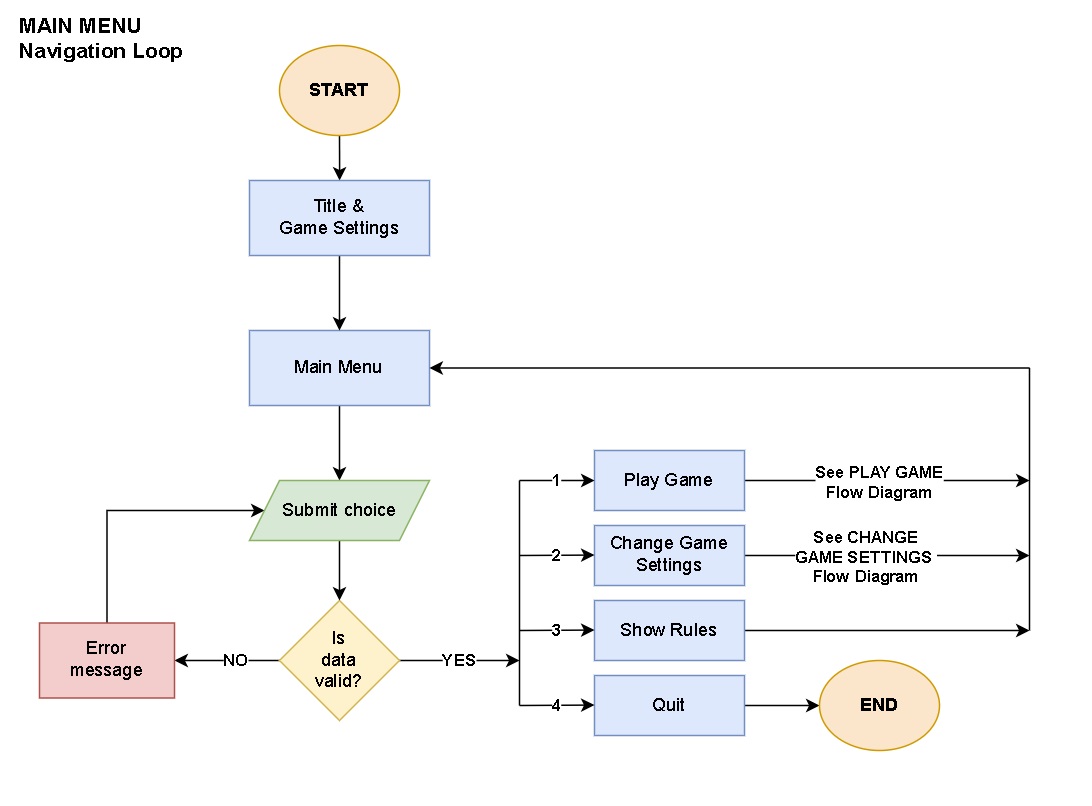 MAIN MENU
Navigation Loop
START
Title &
Game Settings
Main Menu
Submit choice
Is
data
valid?
NO
Error
message
YES
1
Play Game
See PLAY GAME
Flow Diagram
2
Change Game
Settings
See CHANGE
GAME SETTINGS
Flow Diagram
3
Show Rules
4
Quit
END